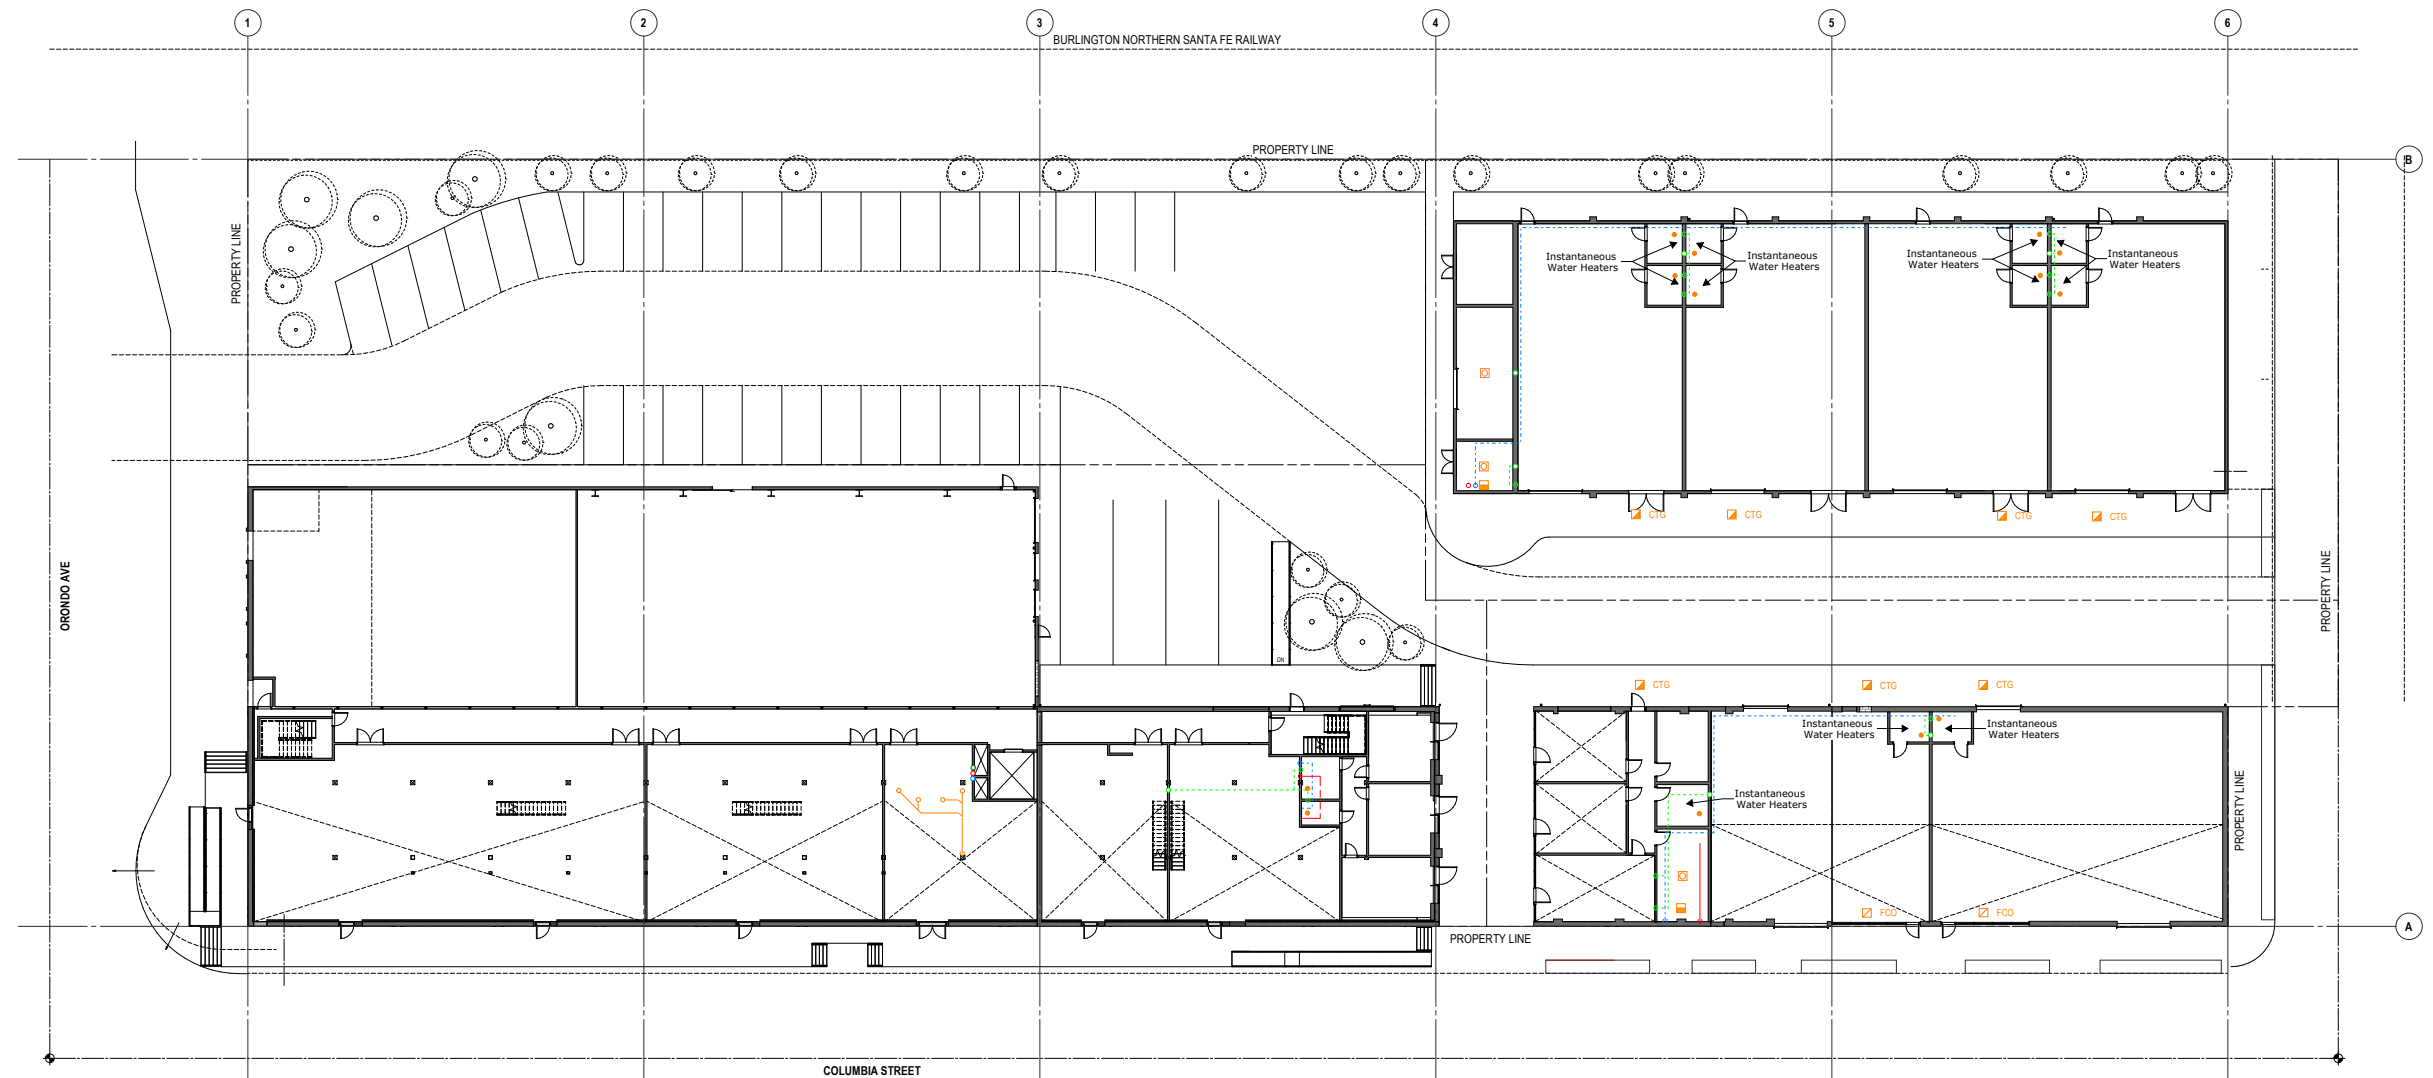 1 2 3 4 5 6
BURLINGTON NORTHERN SANTA FE RAILWAY
PROPERTY LINE
B
PROPERTY LINE
Instantaneous
Water Heaters
Instantaneous
Water Heaters
Instantaneous
Water Heaters
Instantaneous
Water Heaters
CTG CTG CTG CTG
ORONDO AVE
PROPERTY LINE
DN
CTG CTG CTG
Instantaneous
Water Heaters
Instantaneous
Water Heaters
Instantaneous
Water Heaters
PROPERTY LINE
FCO FCO
A
PROPERTY LINE
COLUMBIA STREET